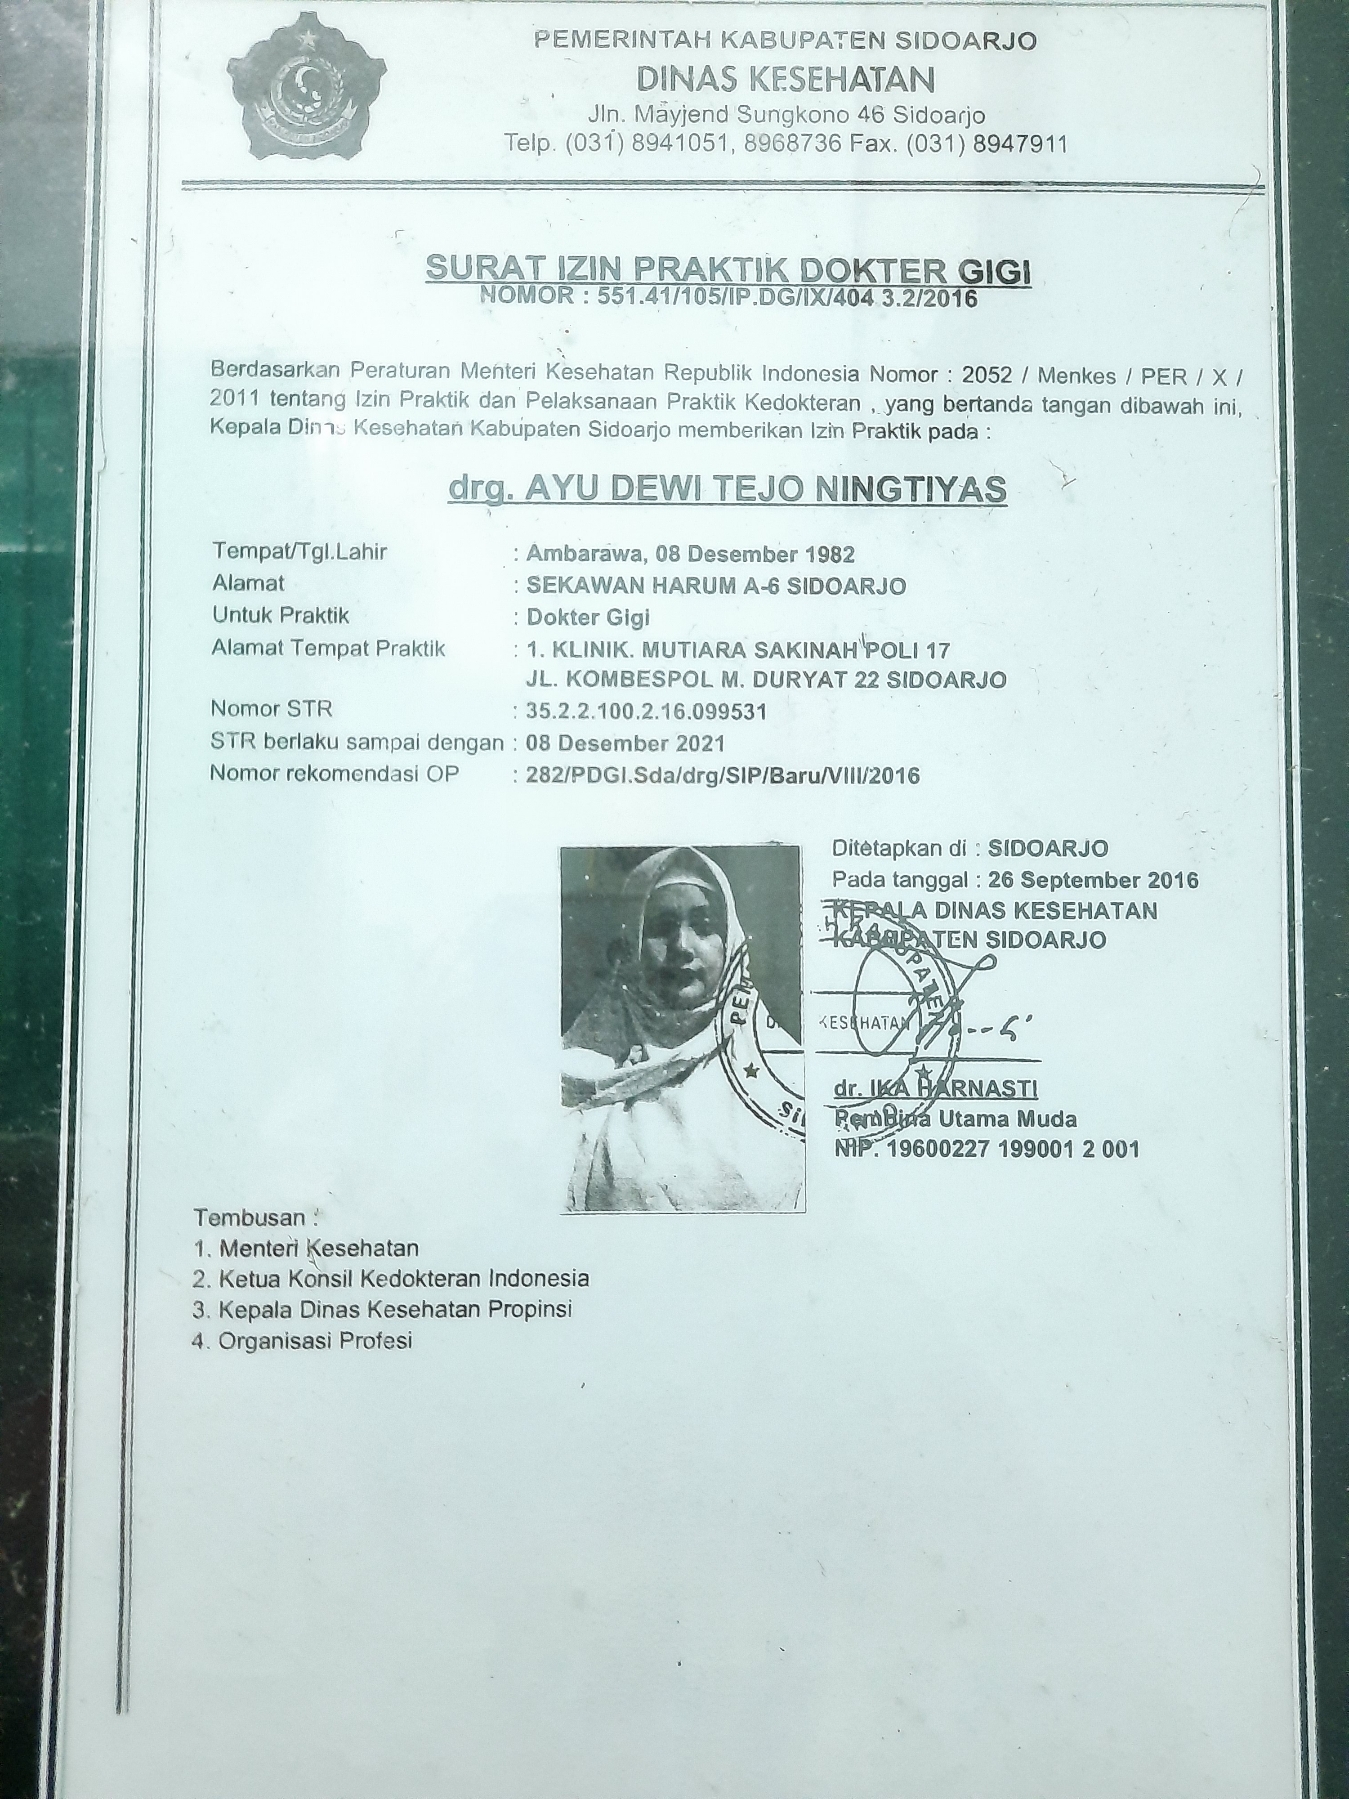 PEMERINTAH KABUPATEN SIDOARJO
DINAS KESEHATAN
Jln. Mayjend Sungkono 46 Sidoarjo
Telp. (031) 8941051, 8968736 Fax. (031) 8947911
SURAT IZIN PRAKTIK DOKTER GIGI
NOMOR : 551.41/105/IP.DG/IX/404 3.2/2016
Berdasarkan Peraturan Menteri Kesehatan Republik Indonesia Nomor : 2052 / Menkes / PER / X /
2011 tentang Izin Praktik dan Pelaksanaan Praktik Kedokteran , yang bertanda tangan dibawah ini,
Kepala Dinas Kesehatan Kabupaten Sidoarjo memberikan Izin Praktik pada :
drg. AYU DEWI TEJO NINGTIYAS
Tempat/Tgl.Lahir : Ambarawa, 08 Desember 1982
Alamat : SEKAWAN HARUM A-6 SIDOARJO
Untuk Praktik : Dokter Gigi
Alamat Tempat Praktik : 1. KLINIK. MUTIARA SAKINAH POLI 17
JL. KOMBESPOL M. DURYAT 22 SIDOARJO
Nomor STR : 35.2.2.100.2.16.099531
STR berlaku sampai dengan : 08 Desember 2021
Nomor rekomendasi OP : 282/PDGI.Sda/drg/SIP/Baru/VIII/2016
Ditetapkan di : SIDOARJO
Pada tanggal : 26 September 2016
KEPALA DINAS KESEHATAN
KABUPATEN SIDOARJO
KESEHATAN
dr. IKA HARNASTI
Pembina Utama Muda
NIP. 19600227 199001 2 001
Tembusan :
1. Menteri Kesehatan
2. Ketua Konsil Kedokteran Indonesia
3. Kepala Dinas Kesehatan Propinsi
4. Organisasi Profesi